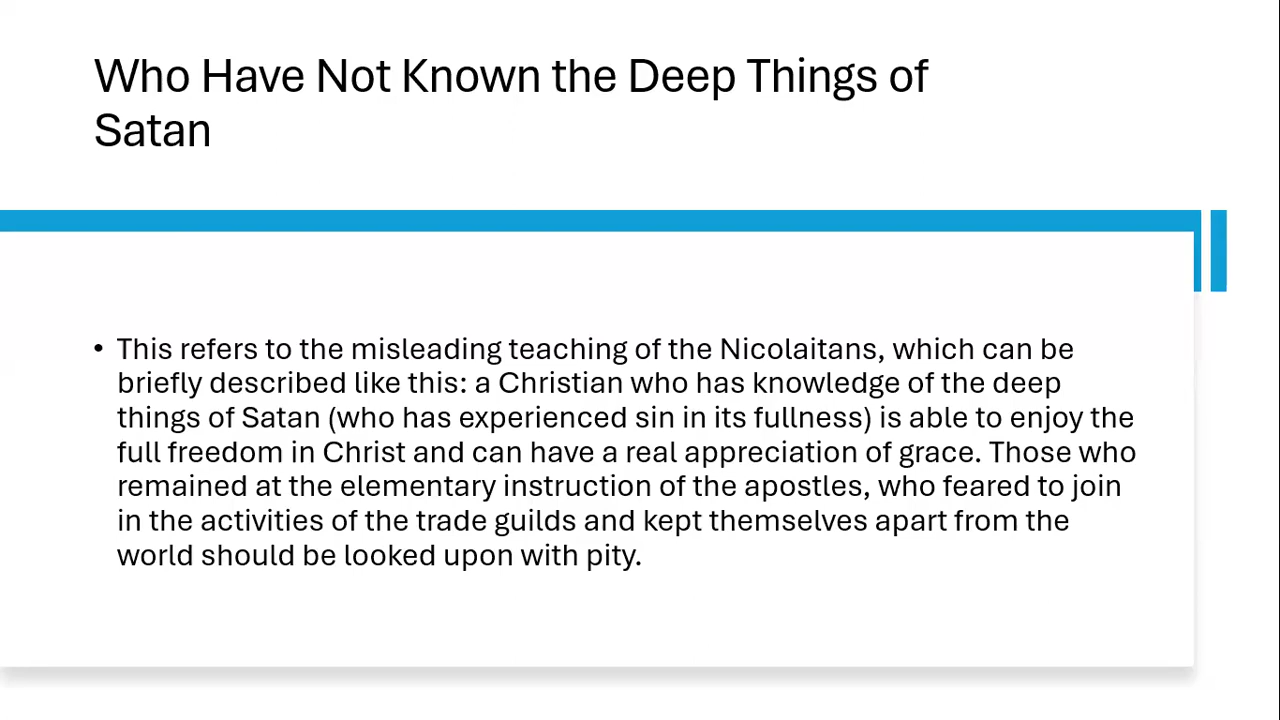 Who Have Not Known the Deep Things of
Satan
• This refers to the misleading teaching of the Nicolaitans, which can be
briefly described like this: a Christian who has knowledge of the deep
things of Satan (who has experienced sin in its fullness) is able to enjoy the
full freedom in Christ and can have a real appreciation of grace. Those who
remained at the elementary instruction of the apostles, who feared to join
in the activities of the trade guilds and kept themselves apart from the
world should be looked upon with pity.